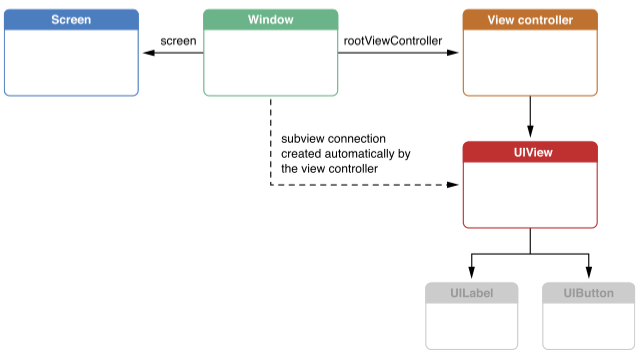 Screen
Window
View controller
screen
rootViewController
subview connection
created automatically by
the view controller
UIView
UILabel
UIButton